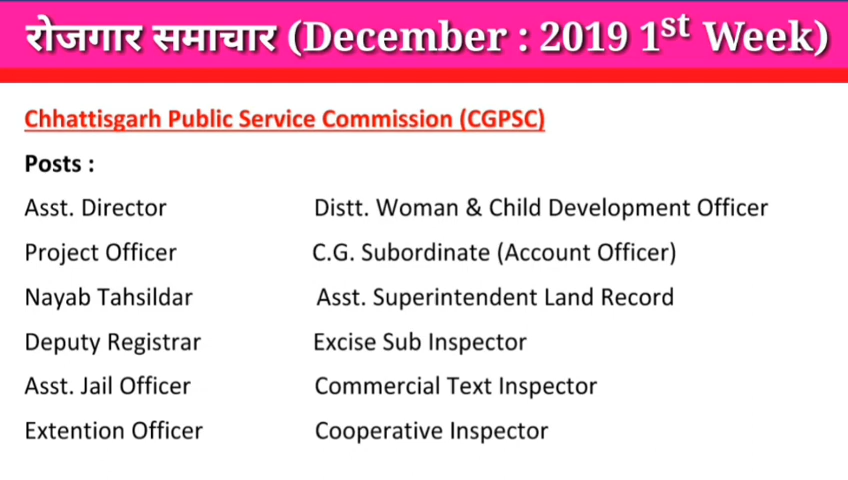 रोजगार समाचार (December : 2019 1st Week)
Chhattisgarh Public Service Commission (CGPSC)
Posts :
Asst. Director Distt. Woman & Child Development Officer
Project Officer C.G. Subordinate (Account Officer)
Nayab Tahsildar Asst. Superintendent Land Record
Deputy Registrar Excise Sub Inspector
Asst. Jail Officer Commercial Text Inspector
Extention Officer Cooperative Inspector